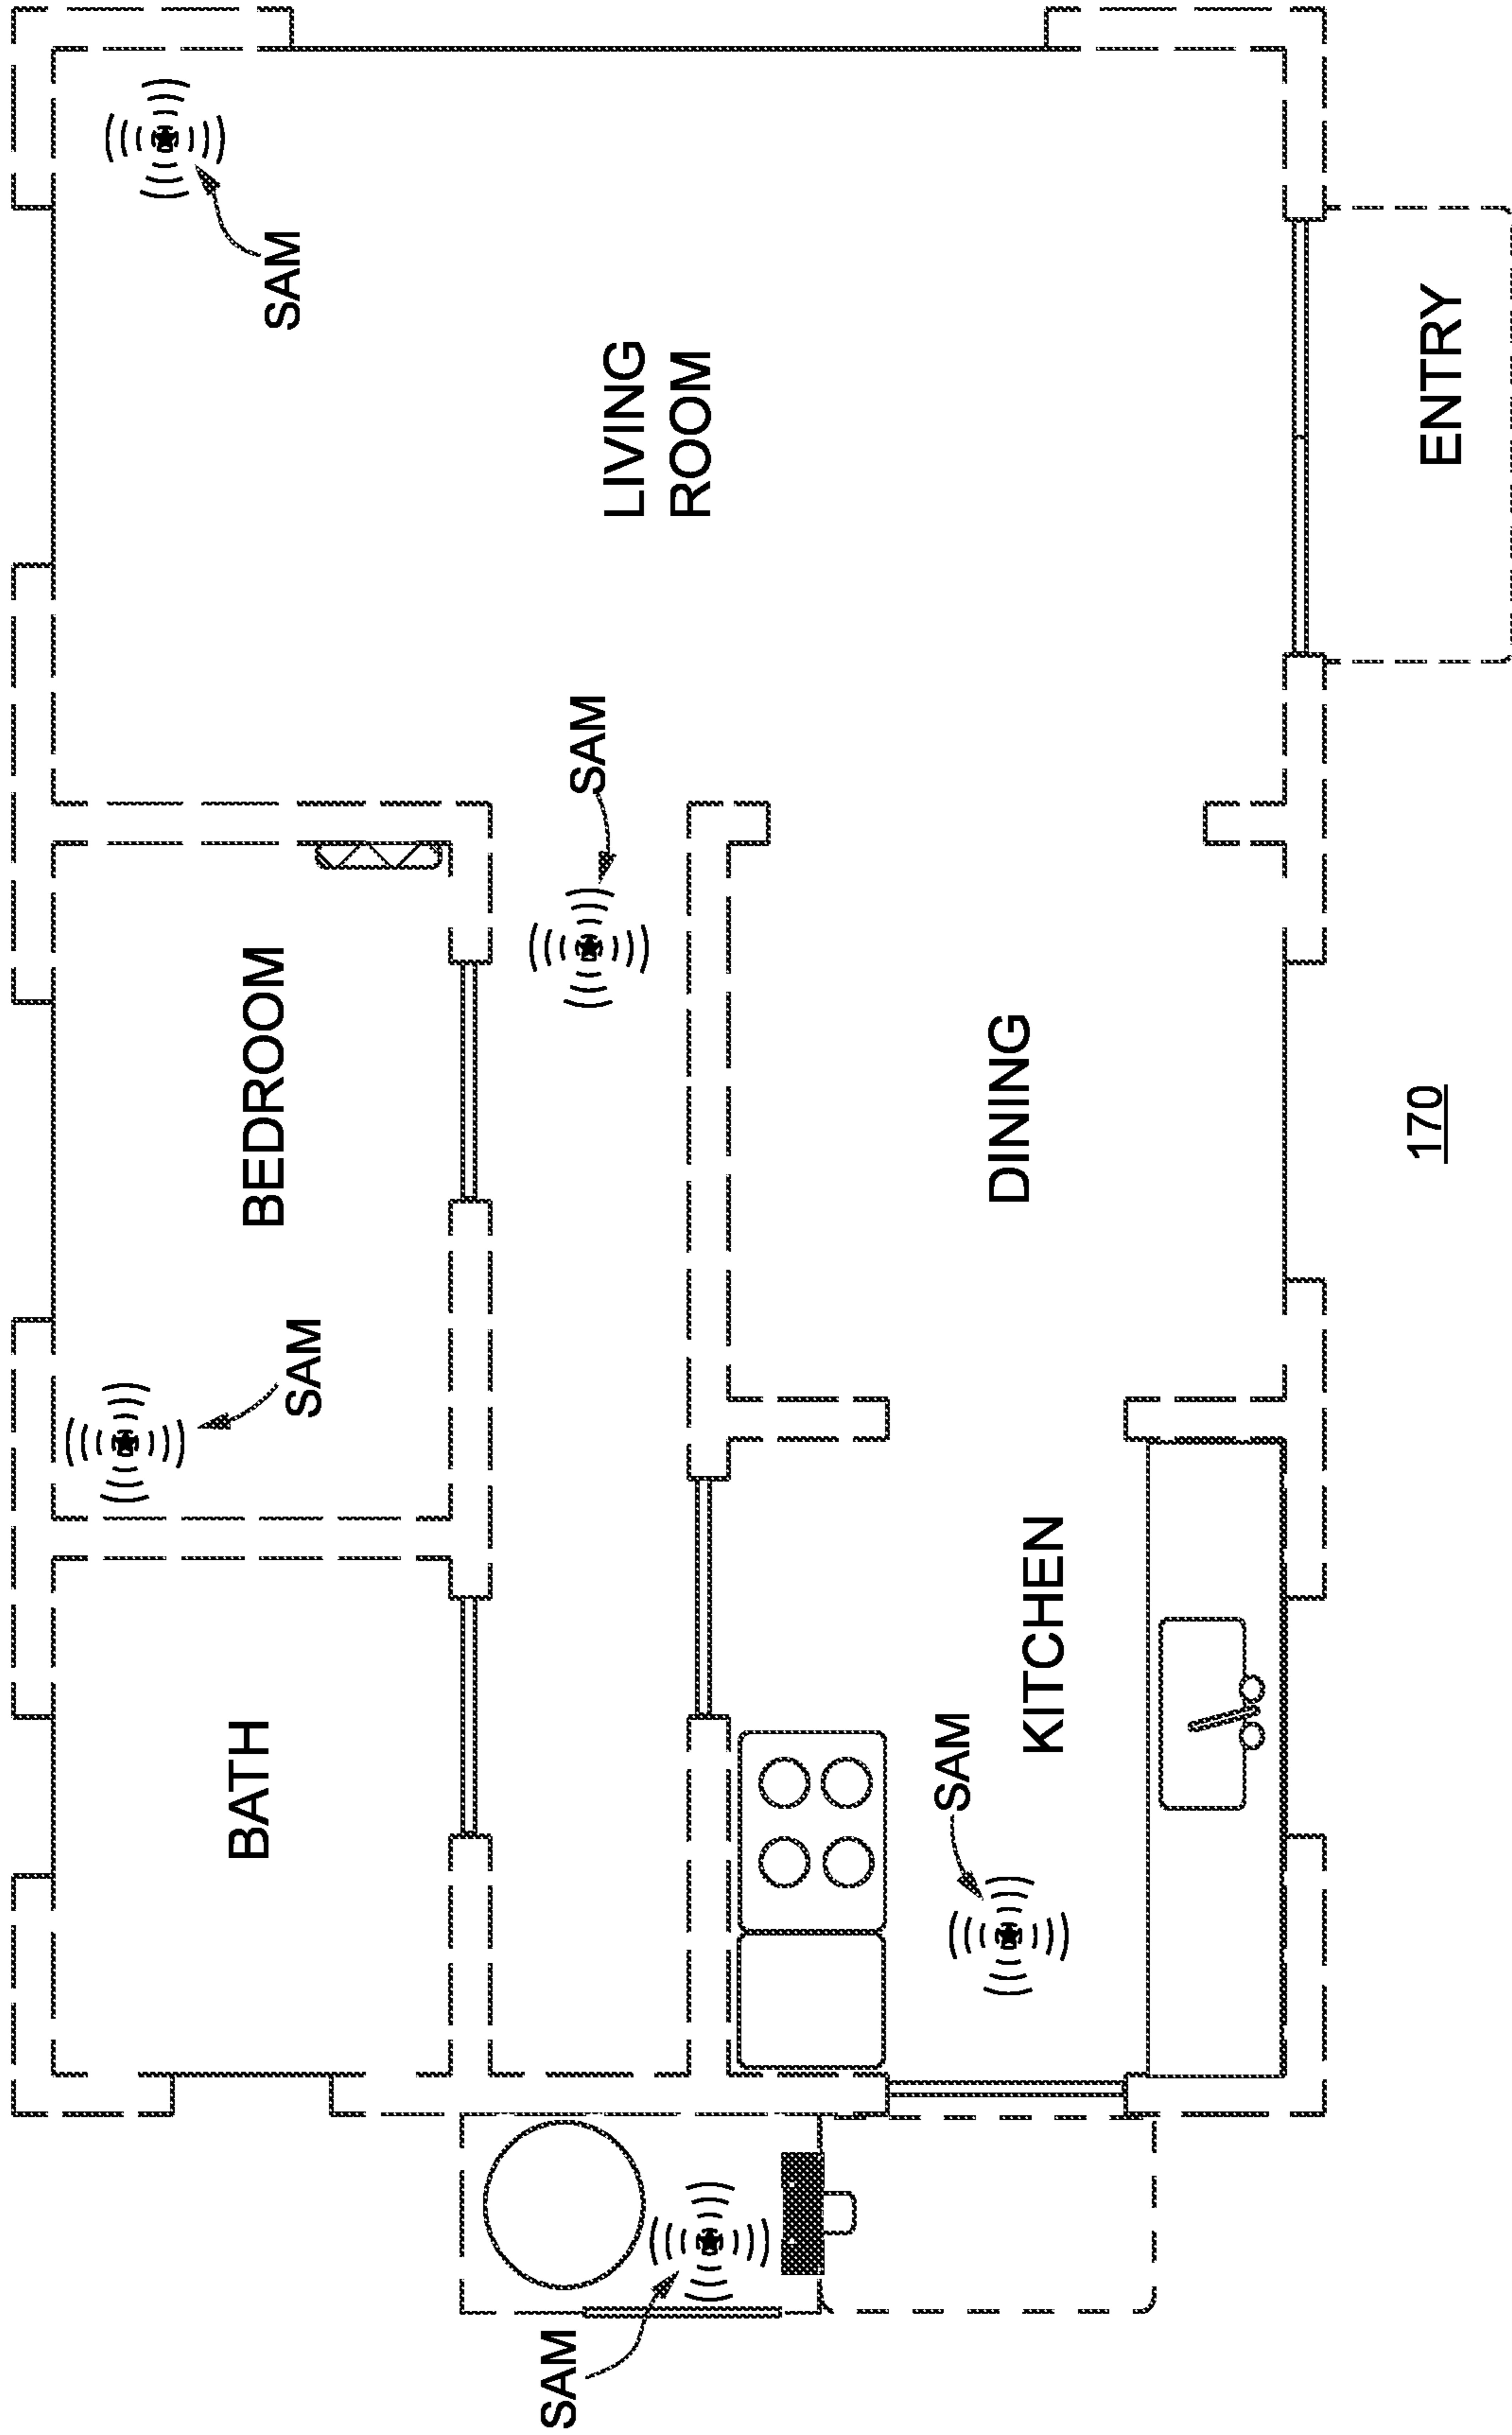 BATH
BEDROOM
SAM
SAM
SAM
SAM
LIVING
ROOM
SAM
DINING
KITCHEN
170
ENTRY